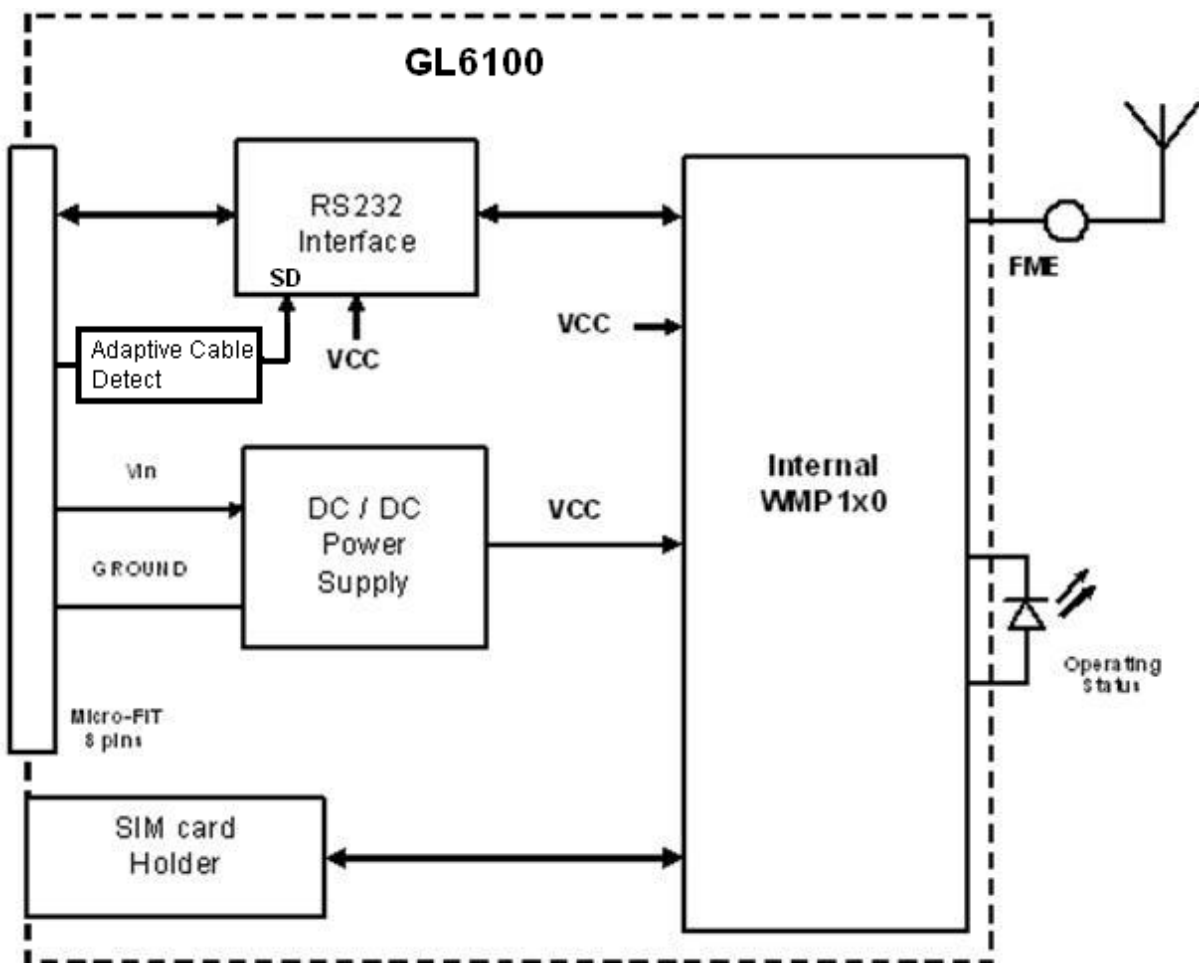 GL6100
RS232
Interface
SD
VCC
Adaptive Cable
Detect
VCC
FME
Vin
GROUND
DC / DC
Power
Supply
VCC
Internal
WMP1x0
Operating
Status
Micro-FIT
8 pins
SIM card
Holder